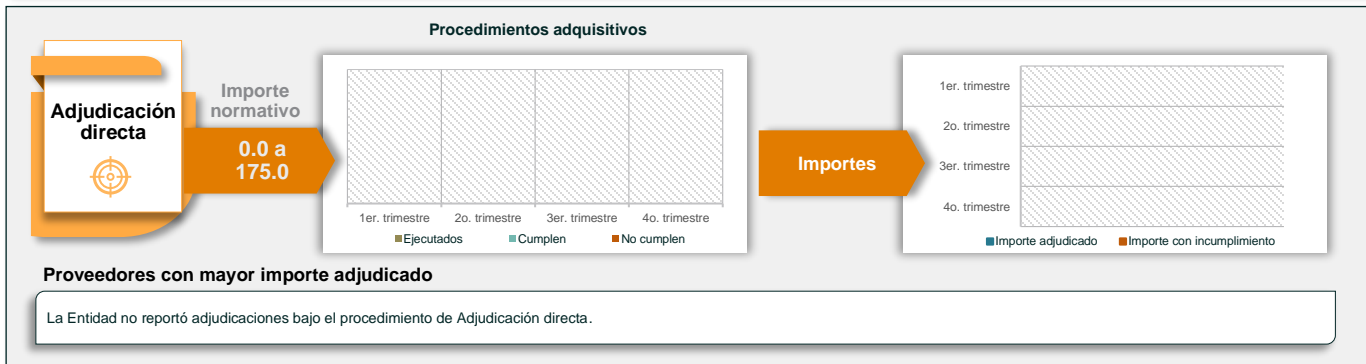 Procedimientos adquisitivos
Adjudicación
directa
Importe
normativo
0.0 a
175.0
1er. trimestre 2o. trimestre 3er. trimestre 4o. trimestre
Ejecutados Cumplen No cumplen
Importes
1er. trimestre
2o. trimestre
3er. trimestre
4o. trimestre
Importe adjudicado Importe con incumplimiento
Proveedores con mayor importe adjudicado
La Entidad no reportó adjudicaciones bajo el procedimiento de Adjudicación directa.